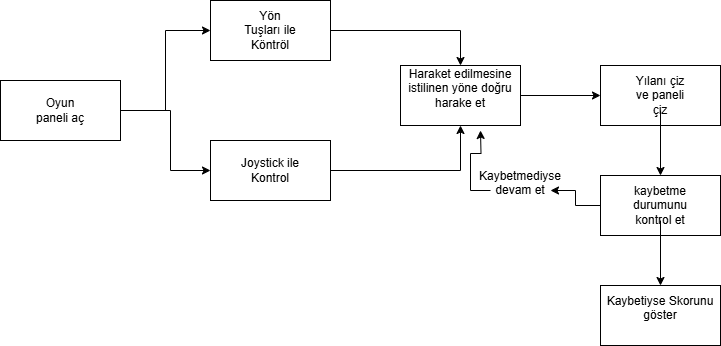 Yön
Tuşları ile
Köntröl
Oyun
paneli aç
Joystick ile
Kontrol
Haraket edilmesine
istilinen yöne doğru
harake et
Yılanı çiz
ve paneli
çiz
Kaybetmediyse
devam et
kaybetme
durumunu
kontrol et
Kaybetiyse Skorunu
göster